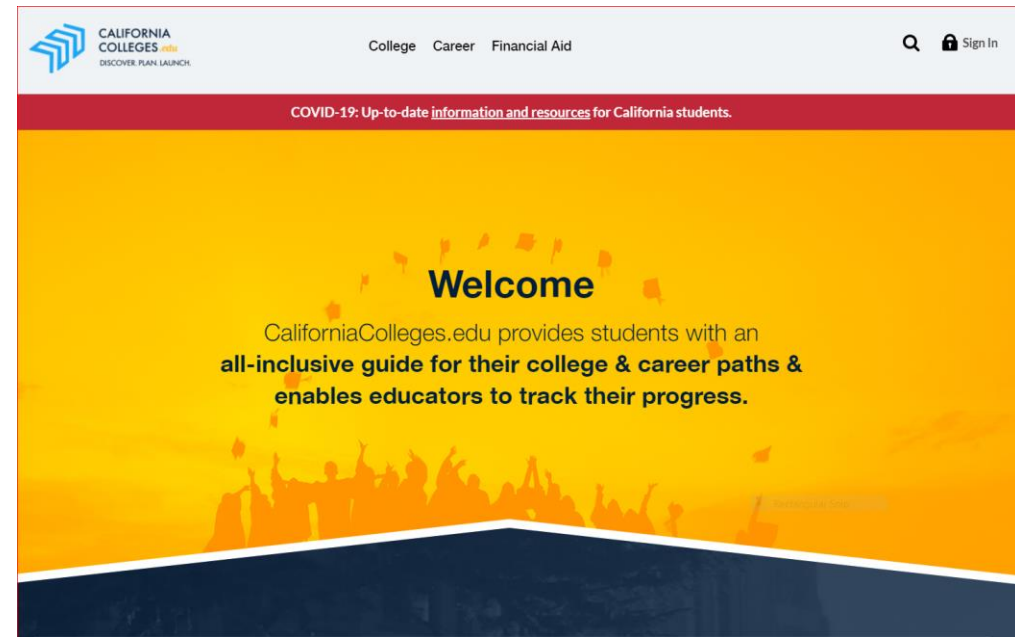 CALIFORNIA
COLLEGES.edu
DISCOVER. PLAN. LAUNCH.
College Career Financial Aid
Sign In
COVID-19: Up-to-date information and resources for California students.
Welcome
CaliforniaColleges.edu provides students with an
all-inclusive guide for their college & career paths &
enables educators to track their progress.